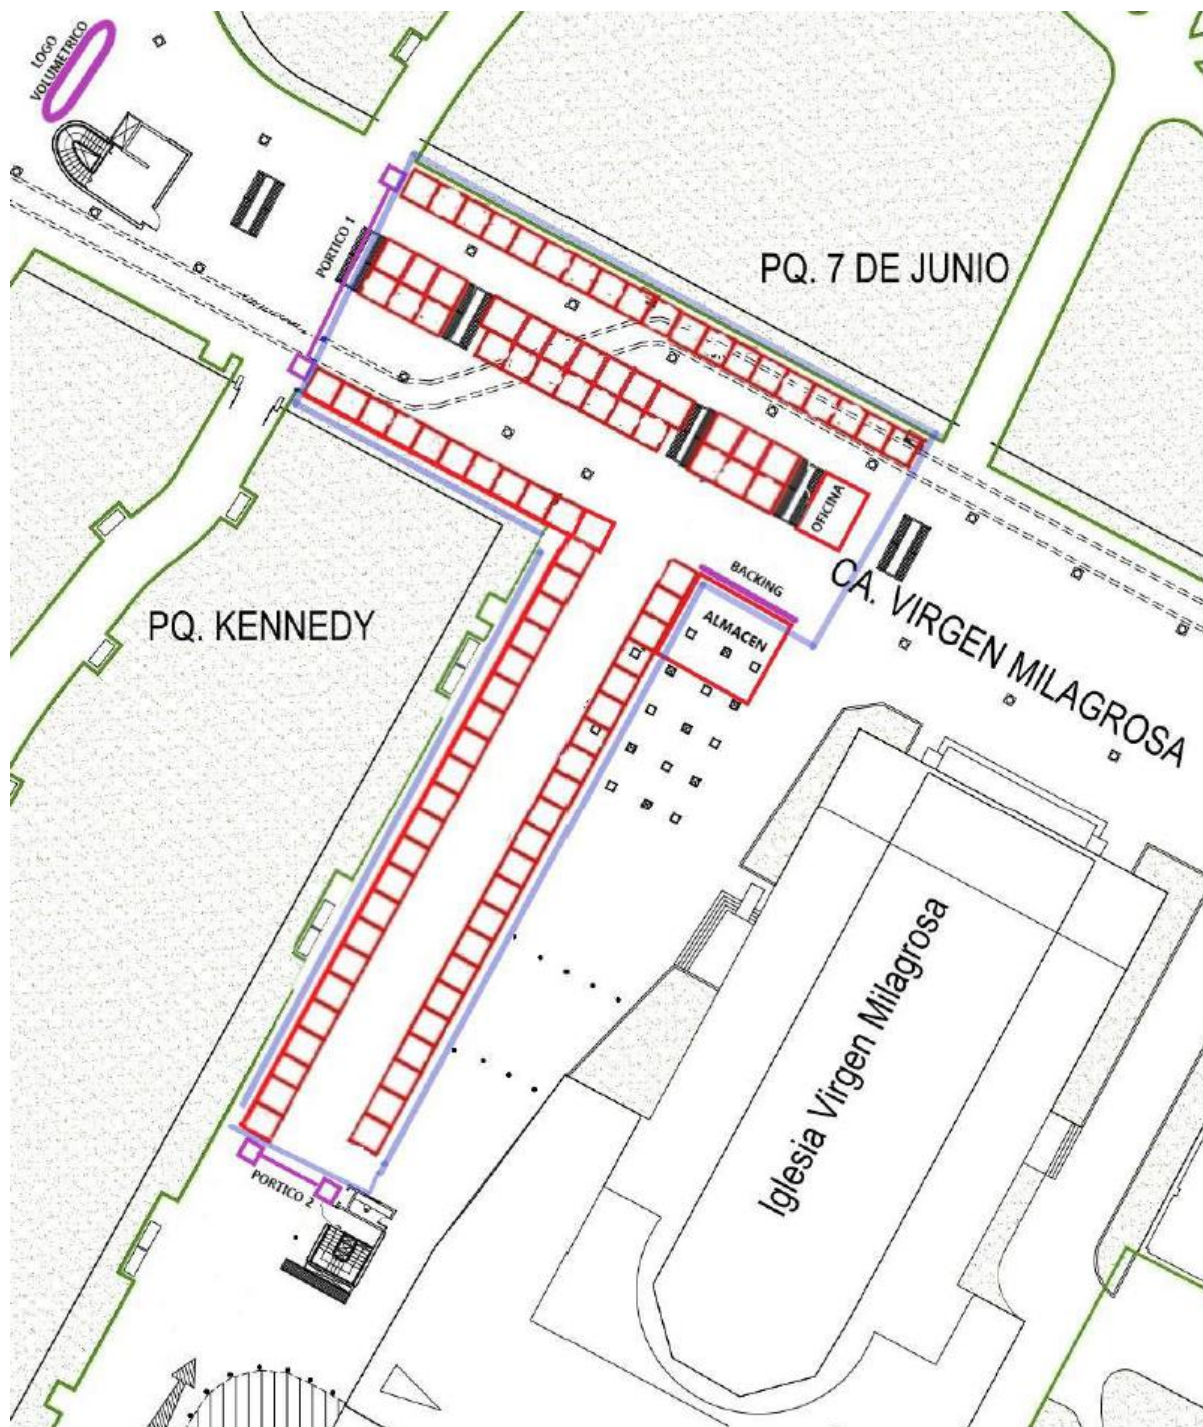 LOGO
VOLUMETRICO
PORTICO 1
PQ. 7 DE JUNIO
OFICINA
BACKING
CA. VIRGEN MILAGROSA
ALMACEN
PQ. KENNEDY
Iglesia Virgen Milagrosa
PORTICO 2